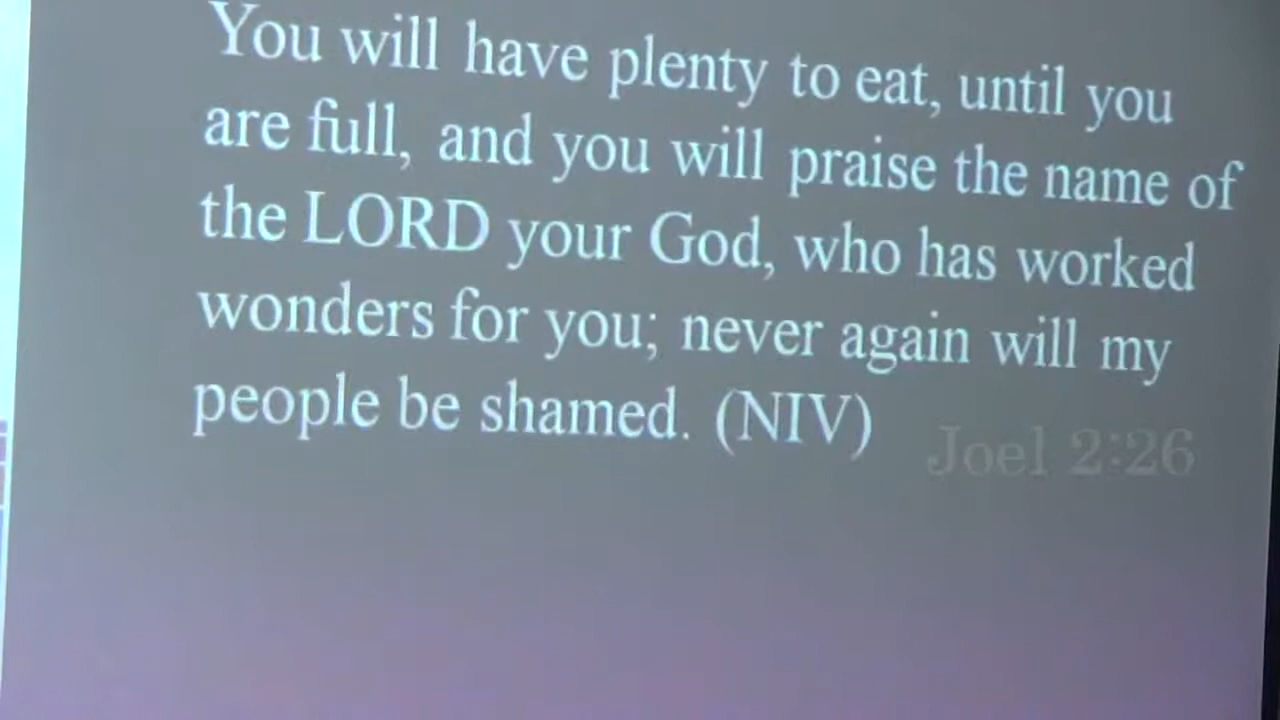 You will have plenty to eat, until you
are full, and you will praise the name of
the LORD your God, who has worked
wonders for you; never again will my
people be shamed. (NIV)
Joel 2:26